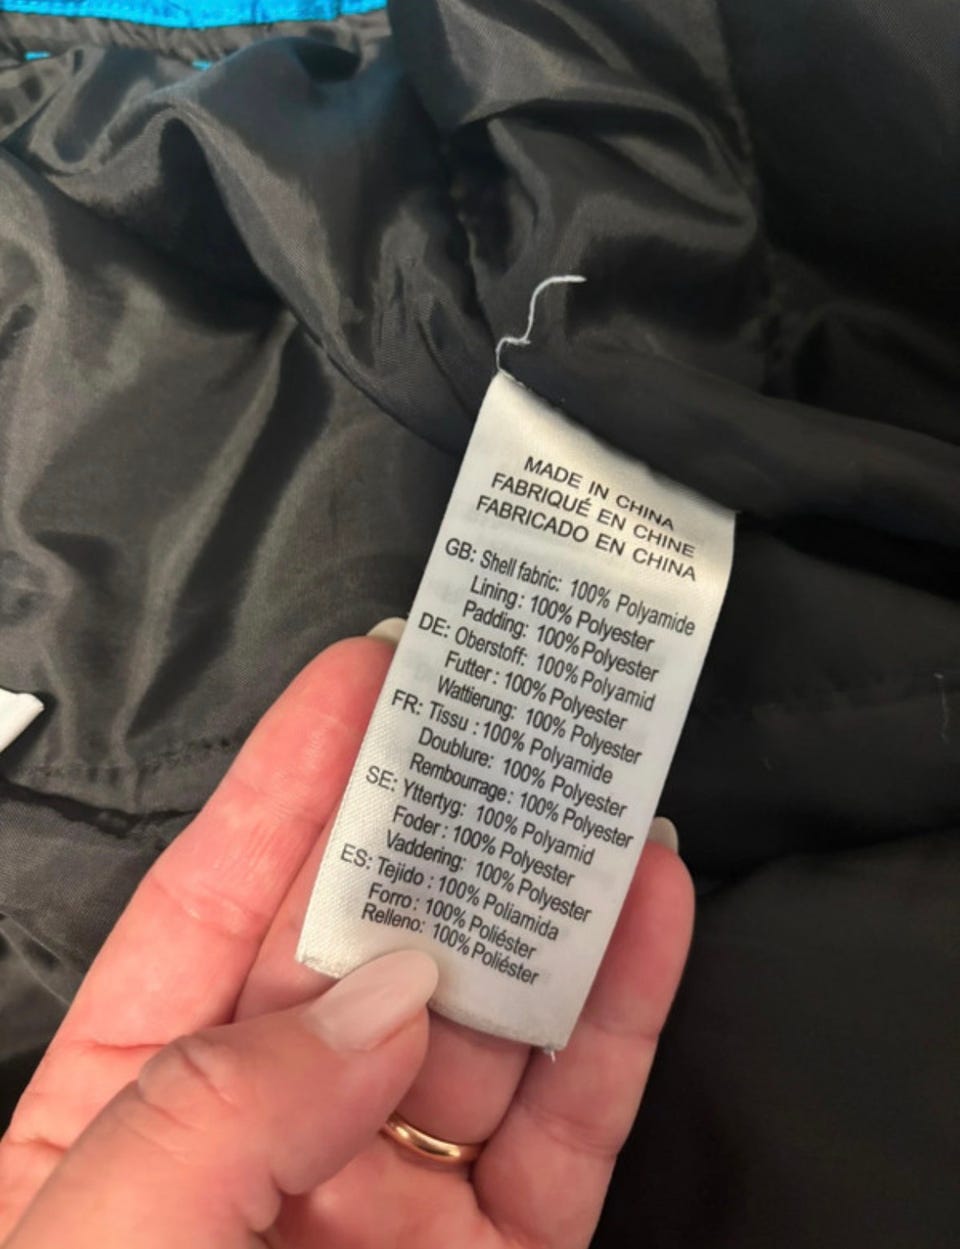 MADE IN CHINA
FABRIQUÉ EN CHINE
FABRICADO EN CHINA
GB: Shell fabric: 100% Polyamide
Lining: 100% Polyester
Padding: 100% Polyester
DE: Oberstoff: 100% Polyamid
Futter: 100% Polyester
Wattierung: 100% Polyester
FR: Tissu : 100% Polyamide
Doublure: 100% Polyester
Rembourrage: 100% Polyester
SE: Yttertyg: 100% Polyamid
Foder: 100% Polyester
Vaddering: 100% Polyester
ES: Tejido : 100% Poliamida
Forro: 100% Poliéster
Relleno: 100% Poliéster